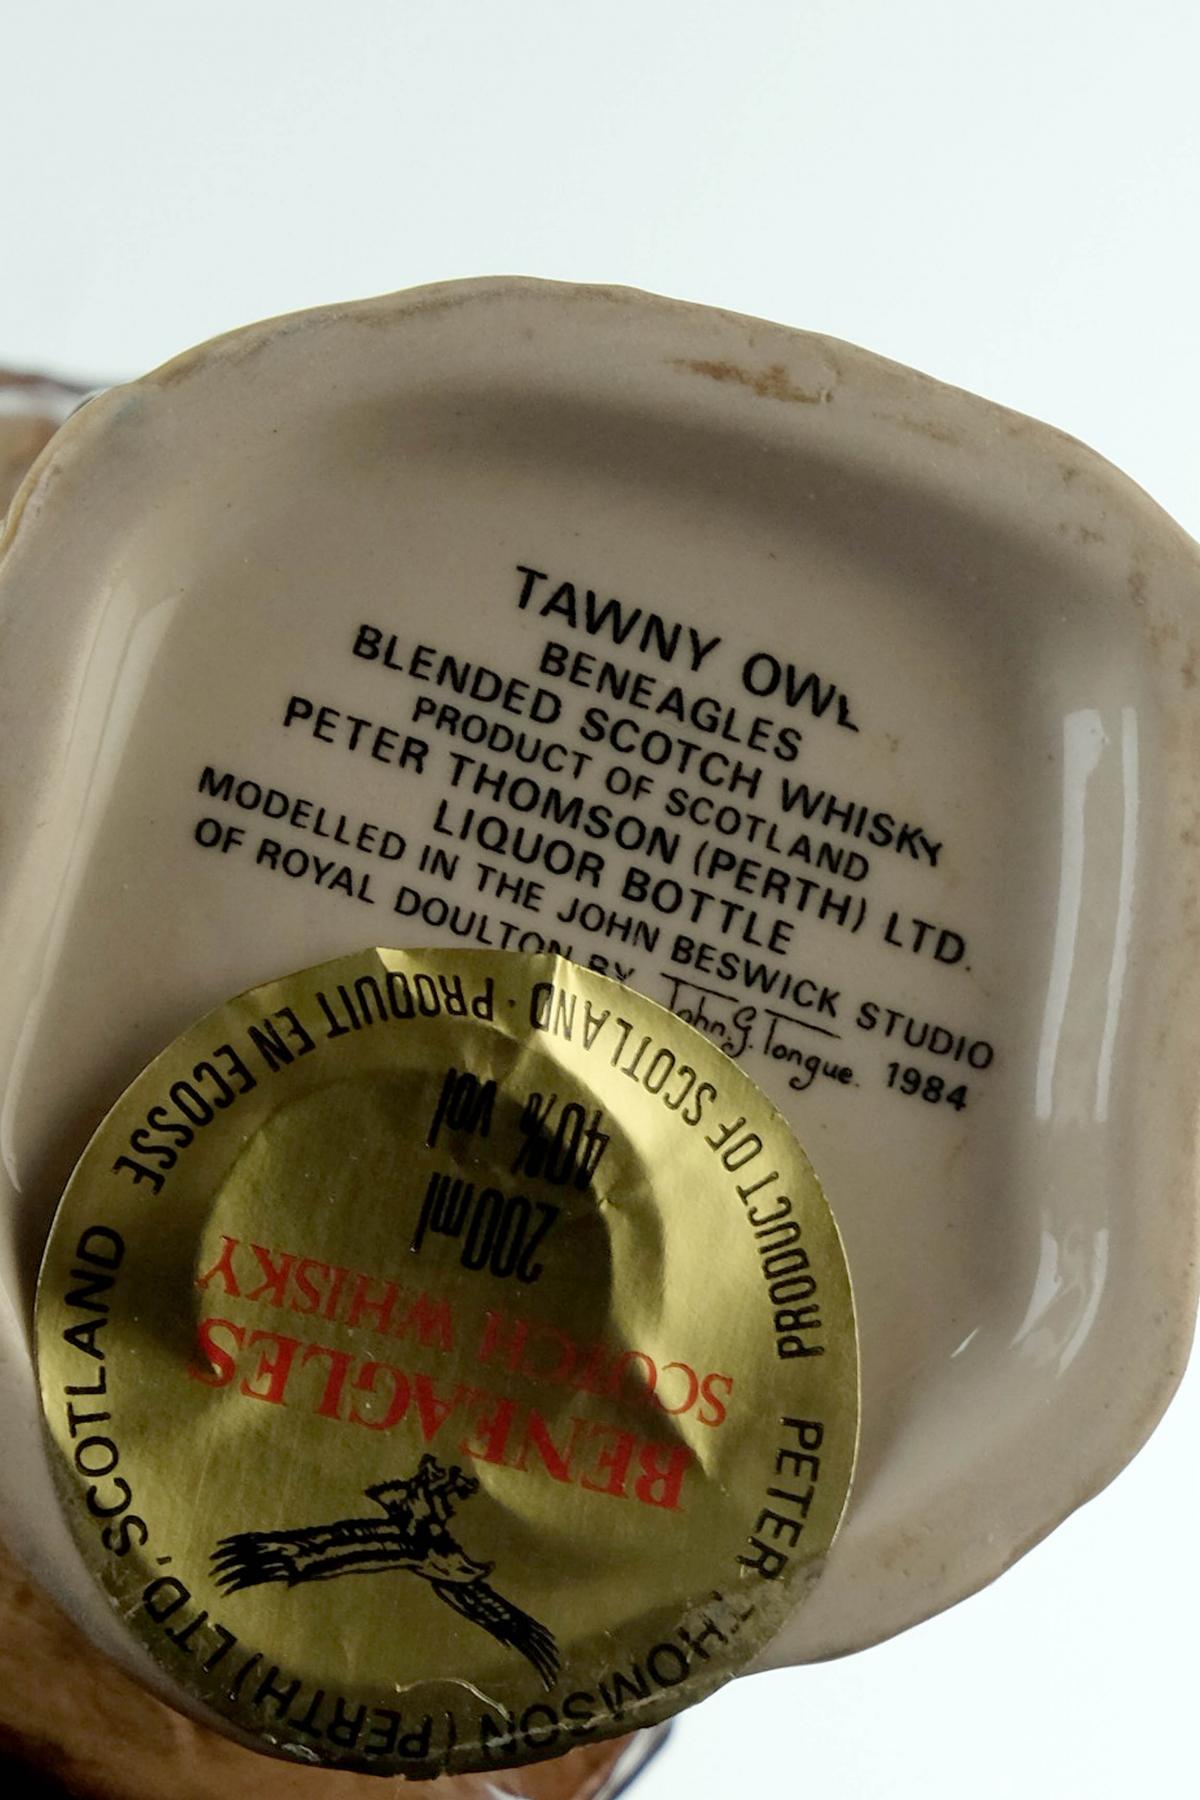 TAWNY OWL
BENEAGLES
BLENDED SCOTCH WHISKY
PRODUCT OF SCOTLAND
PETER THOMSON (PERTH) LTD.
LIQUOR BOTTLE
MODELLED IN THE JOHN BESWICK STUDIO
OF ROYAL DOULTON BY John.G.Tongue. 1984
PETER THOMSON (PERTH) LTD, SCOTLAND
BENEAGLES
SCOTCH WHISKY
200ml
40% vol
PRODUCT OF SCOTLAND · PRODUIT EN ECOSSE